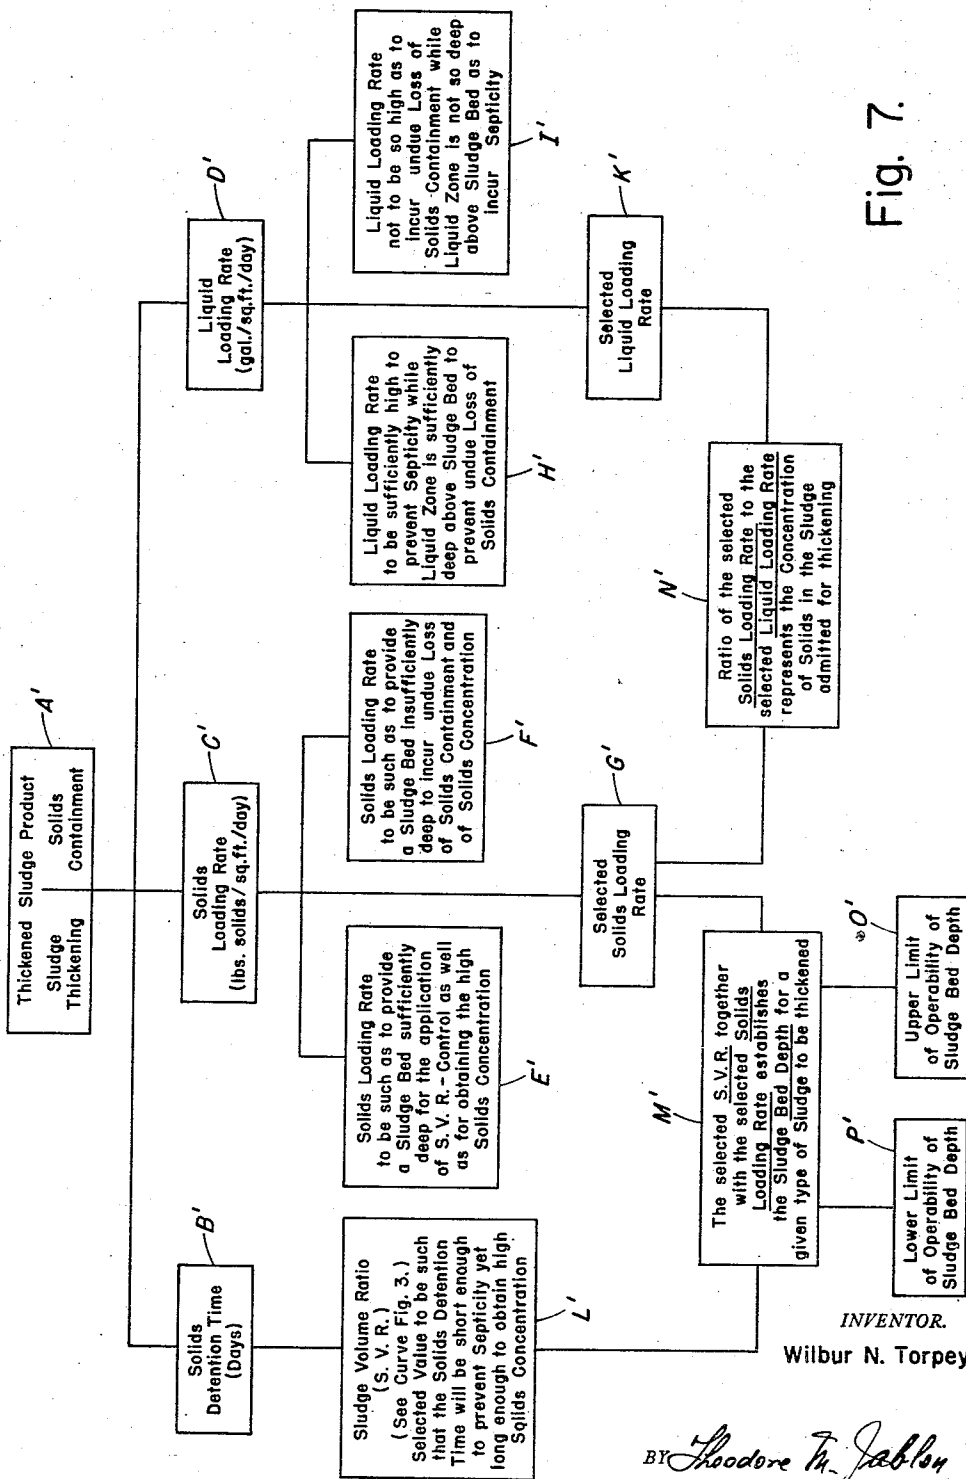 Thickened Sludge Product
Sludge Thickening
Solids Containment
A'
Solids
Detention Time
(Days)
B'
Solids
Loading Rate
(lbs. solids/sq.ft./day)
C'
Liquid
Loading Rate
(gal./sq.ft./day)
D'
Sludge Volume Ratio
(S. V. R.)
(See Curve Fig. 3.)
Selected Value to be such
that the Solids Detention
Time will be short enough
to prevent Septicity yet
long enough to obtain high
Solids Concentration
L'
Solids Loading Rate
to be such as to provide
a Sludge Bed sufficiently
deep for the application
of S. V. R. - Control as well
as for obtaining the high
Solids Concentration
E'
Solids Loading Rate
to be such as to provide
a Sludge Bed insufficiently
deep to incur undue Loss
of Solids Containment and
of Solids Concentration
F'
Liquid Loading Rate
to be sufficiently high to
prevent Septicity while
Liquid Zone is sufficiently
deep above Sludge Bed to
prevent undue Loss of
Solids Containment
H'
Liquid Loading Rate
not to be so high as to
incur undue Loss of
Solids Containment while
Liquid Zone is not so deep
above Sludge Bed as to
incur Septicity
I'
Selected
Solids Loading
Rate
G'
Selected
Liquid Loading
Rate
K'
The selected S.V.R. together
with the selected Solids
Loading Rate establishes
the Sludge Bed Depth for a
given type of Sludge to be thickened
M'
Ratio of the selected
Solids Loading Rate to the
selected Liquid Loading Rate
represents the Concentration
of Solids in the Sludge
admitted for thickening
N'
Lower Limit
of Operability of
Sludge Bed Depth
P'
Upper Limit
of Operability of
Sludge Bed Depth
O'
Fig. 7.
INVENTOR.
Wilbur N. Torpey
BY Theodore M. Jablon